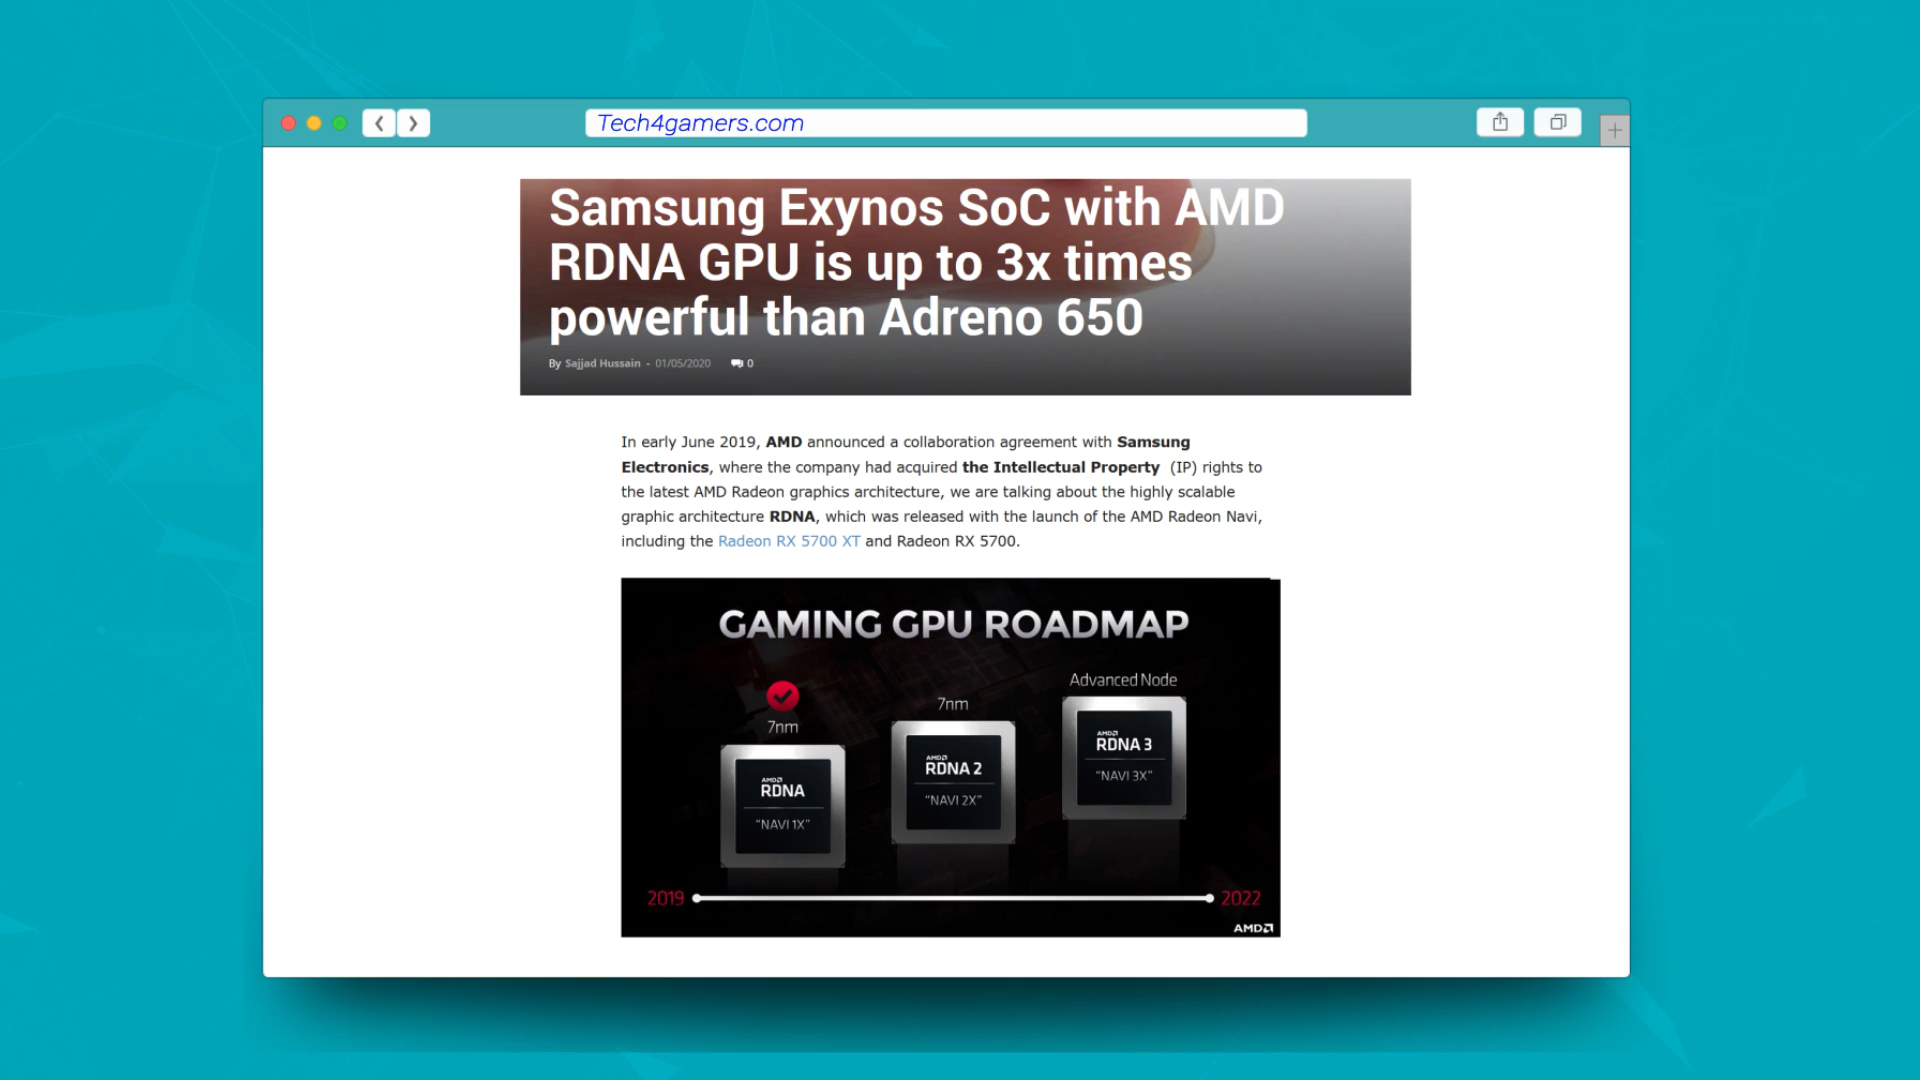 Tech4gamers.com
Samsung Exynos SoC with AMD
RDNA GPU is up to 3x times
powerful than Adreno 650
By Sajjad Hussain - 01/05/2020 0
In early June 2019, AMD announced a collaboration agreement with Samsung
Electronics, where the company had acquired the Intellectual Property (IP) rights to
the latest AMD Radeon graphics architecture, we are talking about the highly scalable
graphic architecture RDNA, which was released with the launch of the AMD Radeon Navi,
including the Radeon RX 5700 XT and Radeon RX 5700.
GAMING GPU ROADMAP
7nm
AMD
RDNA
"NAVI 1X"
7nm
AMD
RDNA 2
"NAVI 2X"
Advanced Node
AMD
RDNA 3
"NAVI 3X"
2019
2022
AMD